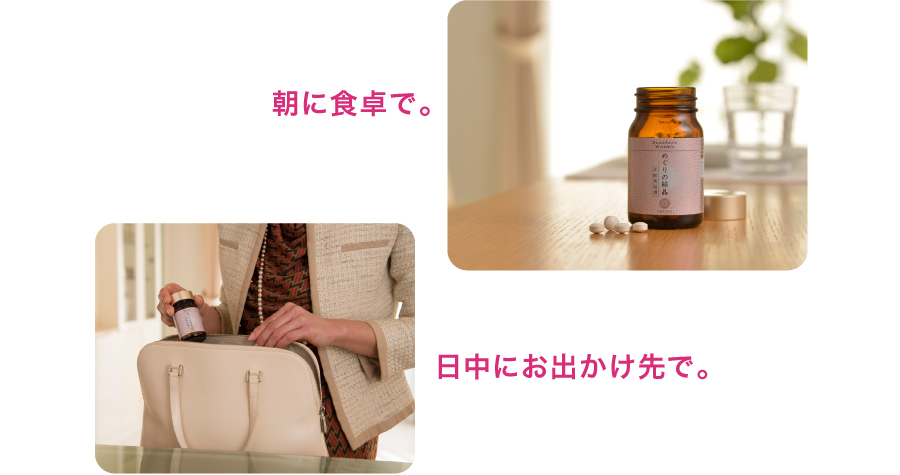 朝に食卓で。
めぐりの結晶
日中にお出かけ先で。